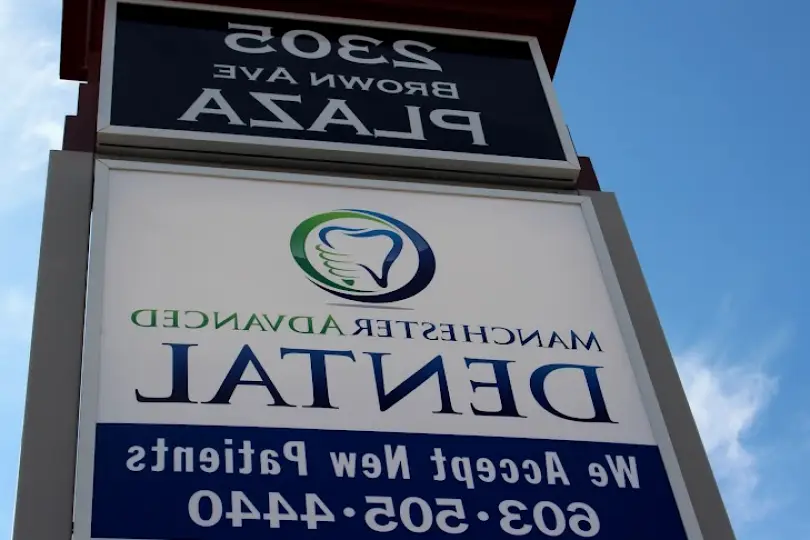 2305
BROWN AVE
PLAZA
MANCHESTER ADVANCED
DENTAL
We Accept New Patients
603·505·4440